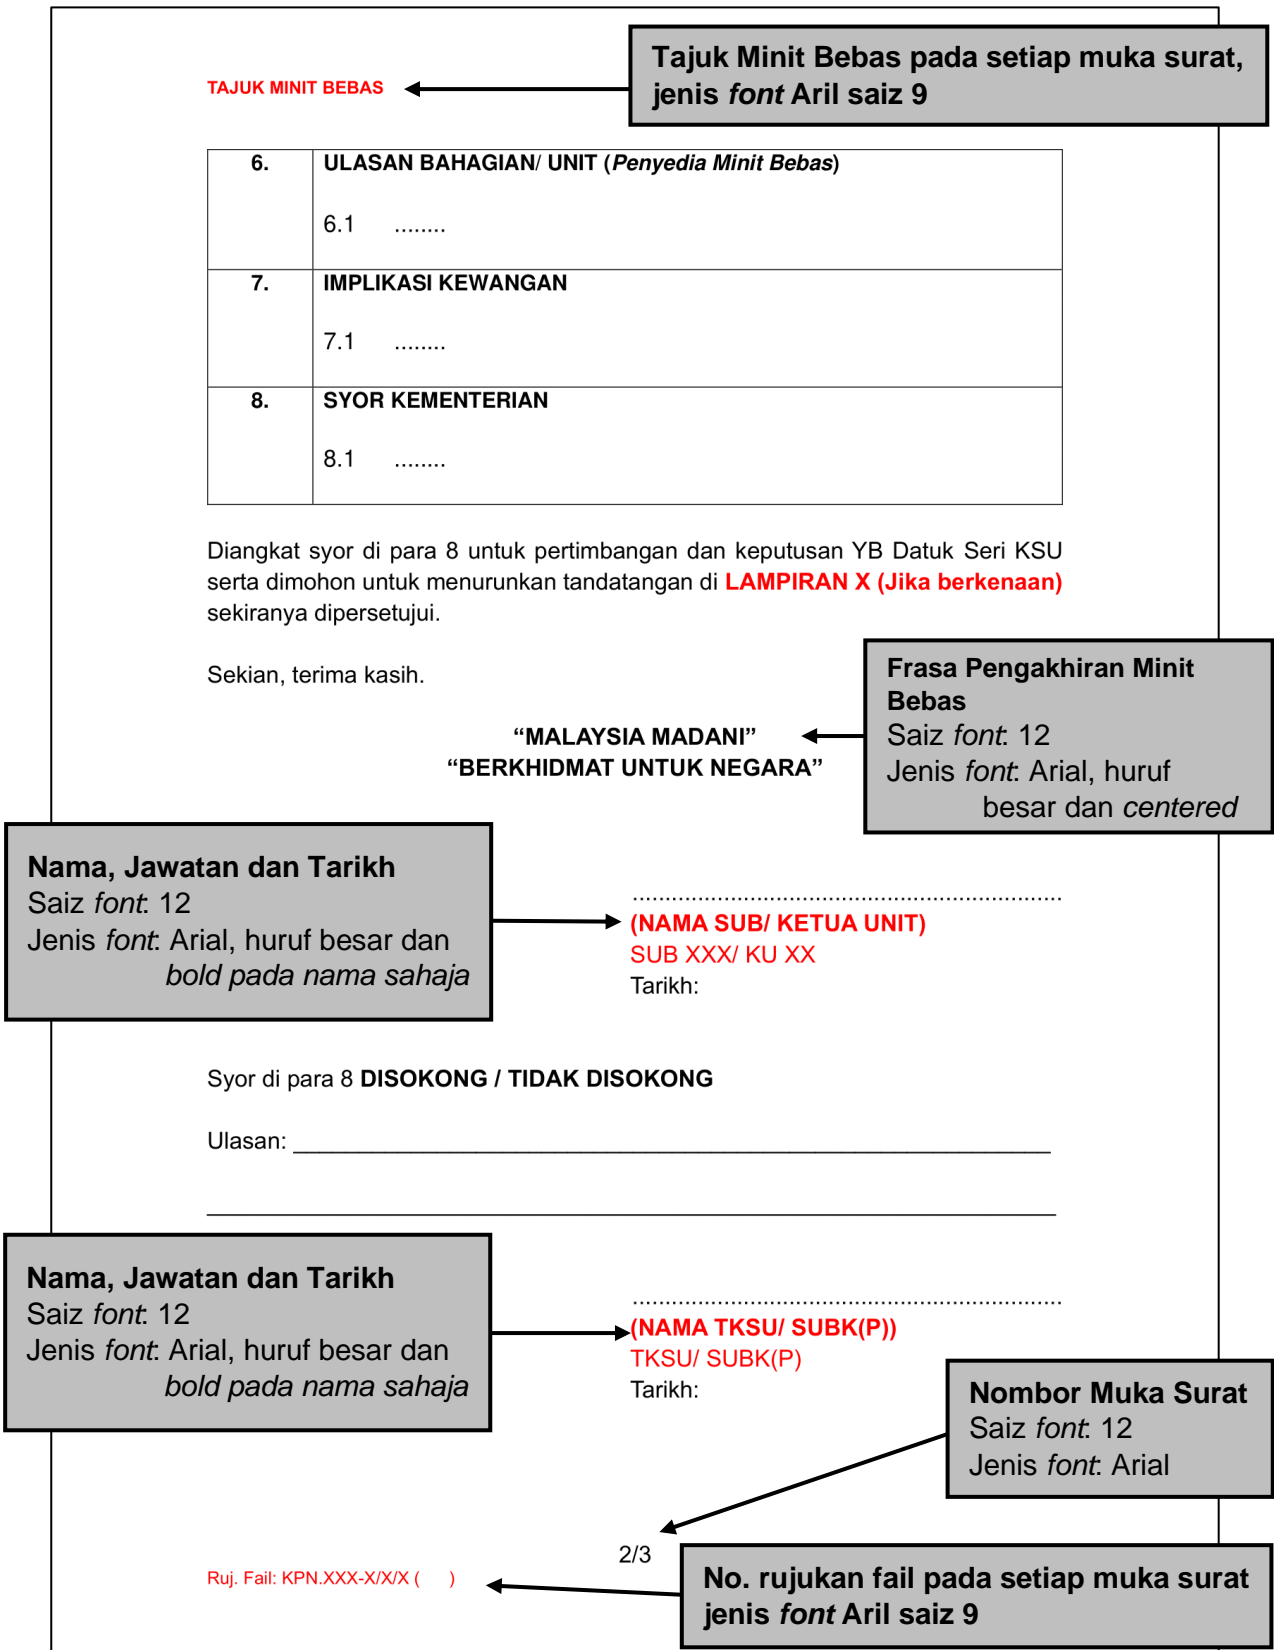 Tajuk Minit Bebas pada setiap muka surat,
jenis font Aril saiz 9
TAJUK MINIT BEBAS
6. ULASAN BAHAGIAN/ UNIT (Penyedia Minit Bebas)
6.1 ........
7. IMPLIKASI KEWANGAN
7.1 ........
8. SYOR KEMENTERIAN
8.1 ........
Diangkat syor di para 8 untuk pertimbangan dan keputusan YB Datuk Seri KSU
serta dimohon untuk menurunkan tandatangan di LAMPIRAN X (Jika berkenaan)
sekiranya dipersetujui.
Sekian, terima kasih.
Frasa Pengakhiran Minit
Bebas
Saiz font: 12
Jenis font: Arial, huruf
besar dan centered
“MALAYSIA MADANI”
“BERKHIDMAT UNTUK NEGARA”
Nama, Jawatan dan Tarikh
Saiz font: 12
Jenis font: Arial, huruf besar dan
bold pada nama sahaja
..................................................................
(NAMA SUB/ KETUA UNIT)
SUB XXX/ KU XX
Tarikh:
Syor di para 8 DISOKONG / TIDAK DISOKONG
Ulasan: ______________________________________________________________
______________________________________________________________________
Nama, Jawatan dan Tarikh
Saiz font: 12
Jenis font: Arial, huruf besar dan
bold pada nama sahaja
..................................................................
(NAMA TKSU/ SUBK(P))
TKSU/ SUBK(P)
Tarikh:
Nombor Muka Surat
Saiz font: 12
Jenis font: Arial
2/3
Ruj. Fail: KPN.XXX-X/X/X ( )
No. rujukan fail pada setiap muka surat
jenis font Aril saiz 9